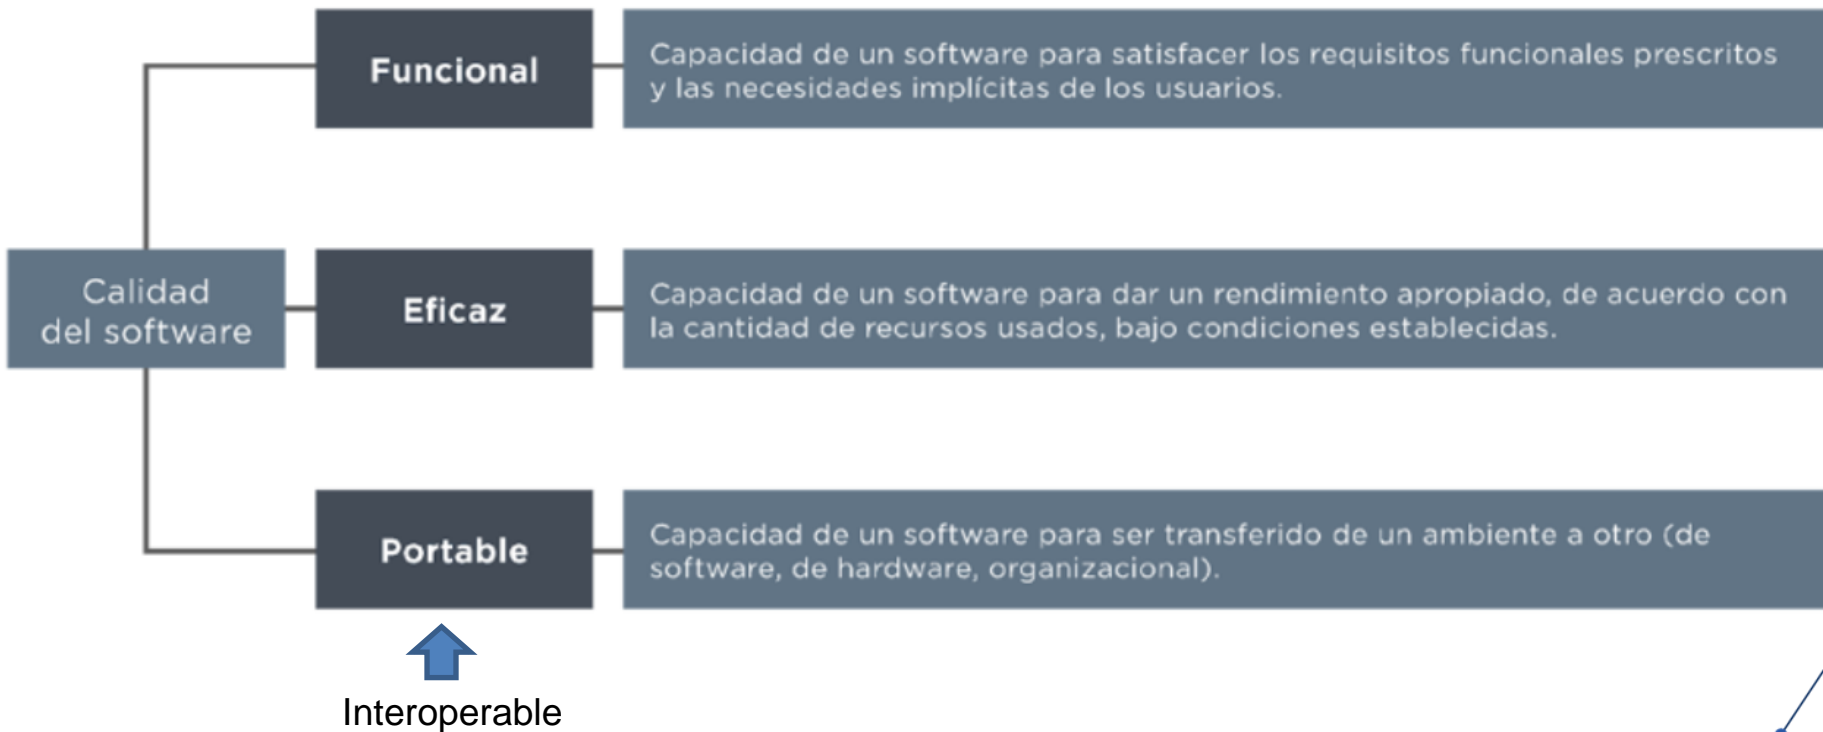 Funcional
Capacidad de un software para satisfacer los requisitos funcionales prescritos
y las necesidades implícitas de los usuarios.
Calidad
del software
Eficaz
Capacidad de un software para dar un rendimiento apropiado, de acuerdo con
la cantidad de recursos usados, bajo condiciones establecidas.
Portable
Capacidad de un software para ser transferido de un ambiente a otro (de
software, de hardware, organizacional).
Interoperable